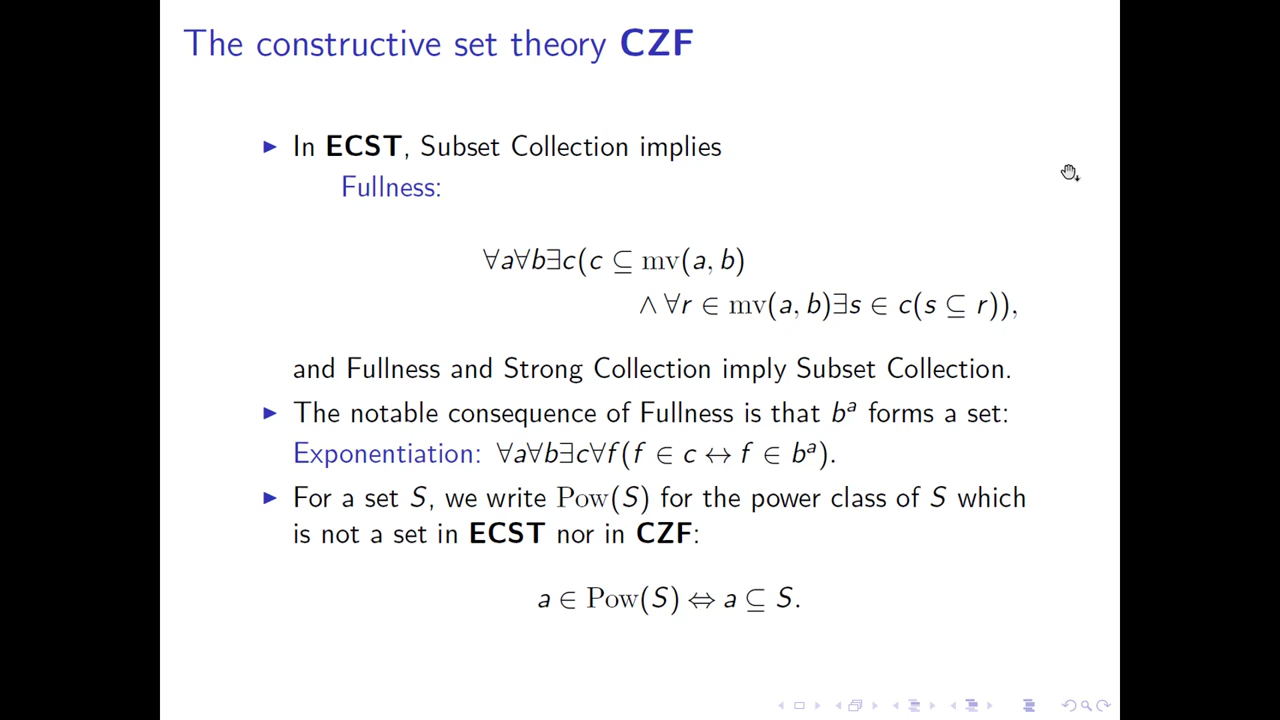 The constructive set theory CZF
▶ In ECST, Subset Collection implies
Fullness:
∀a∀b∃c(c ⊆ mv(a, b)
∧ ∀r ∈ mv(a, b)∃s ∈ c(s ⊆ r)),
and Fullness and Strong Collection imply Subset Collection.
▶ The notable consequence of Fullness is that bᵃ forms a set:
Exponentiation: ∀a∀b∃c∀f(f ∈ c ↔ f ∈ bᵃ).
▶ For a set S, we write Pow(S) for the power class of S which
is not a set in ECST nor in CZF:
a ∈ Pow(S) ⇔ a ⊆ S.